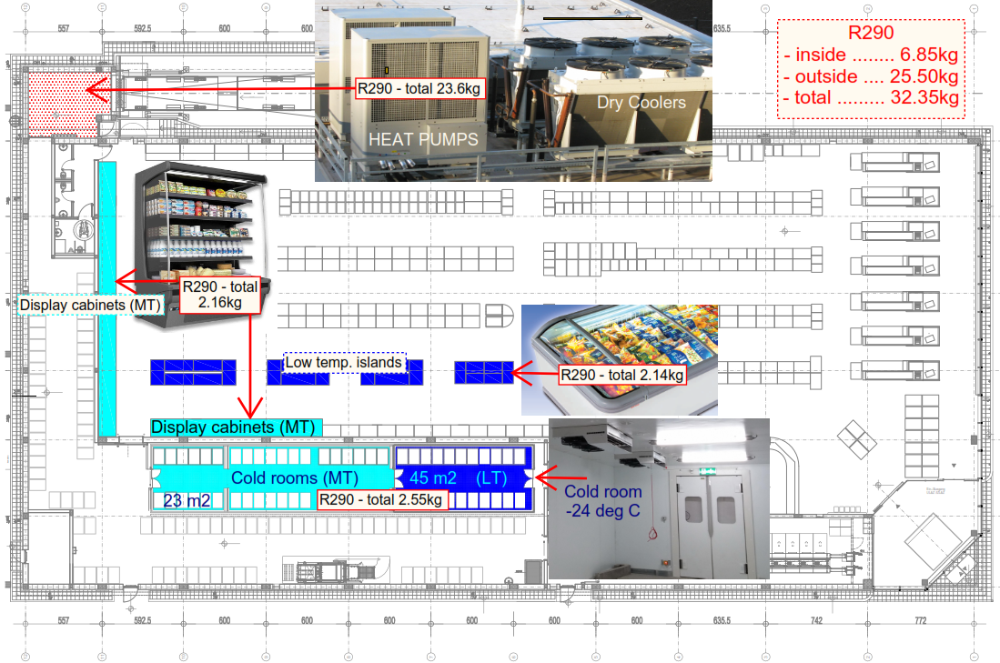 557
592.5
600
600
635.5
R290
- inside ........ 6.85kg
- outside .... 25.50kg
- total ......... 32.35kg
R290 - total 23.6kg
Dry Coolers
HEAT PUMPS
R290 - total
2.16kg
Display cabinets (MT)
Low temp. islands
R290 - total 2.14kg
Display cabinets (MT)
Cold rooms (MT)
45 m2 (LT)
23 m2
R290 - total 2.55kg
Cold room
-24 deg C
557
592.5
600
600
600
600
600
600
635.5
742
772